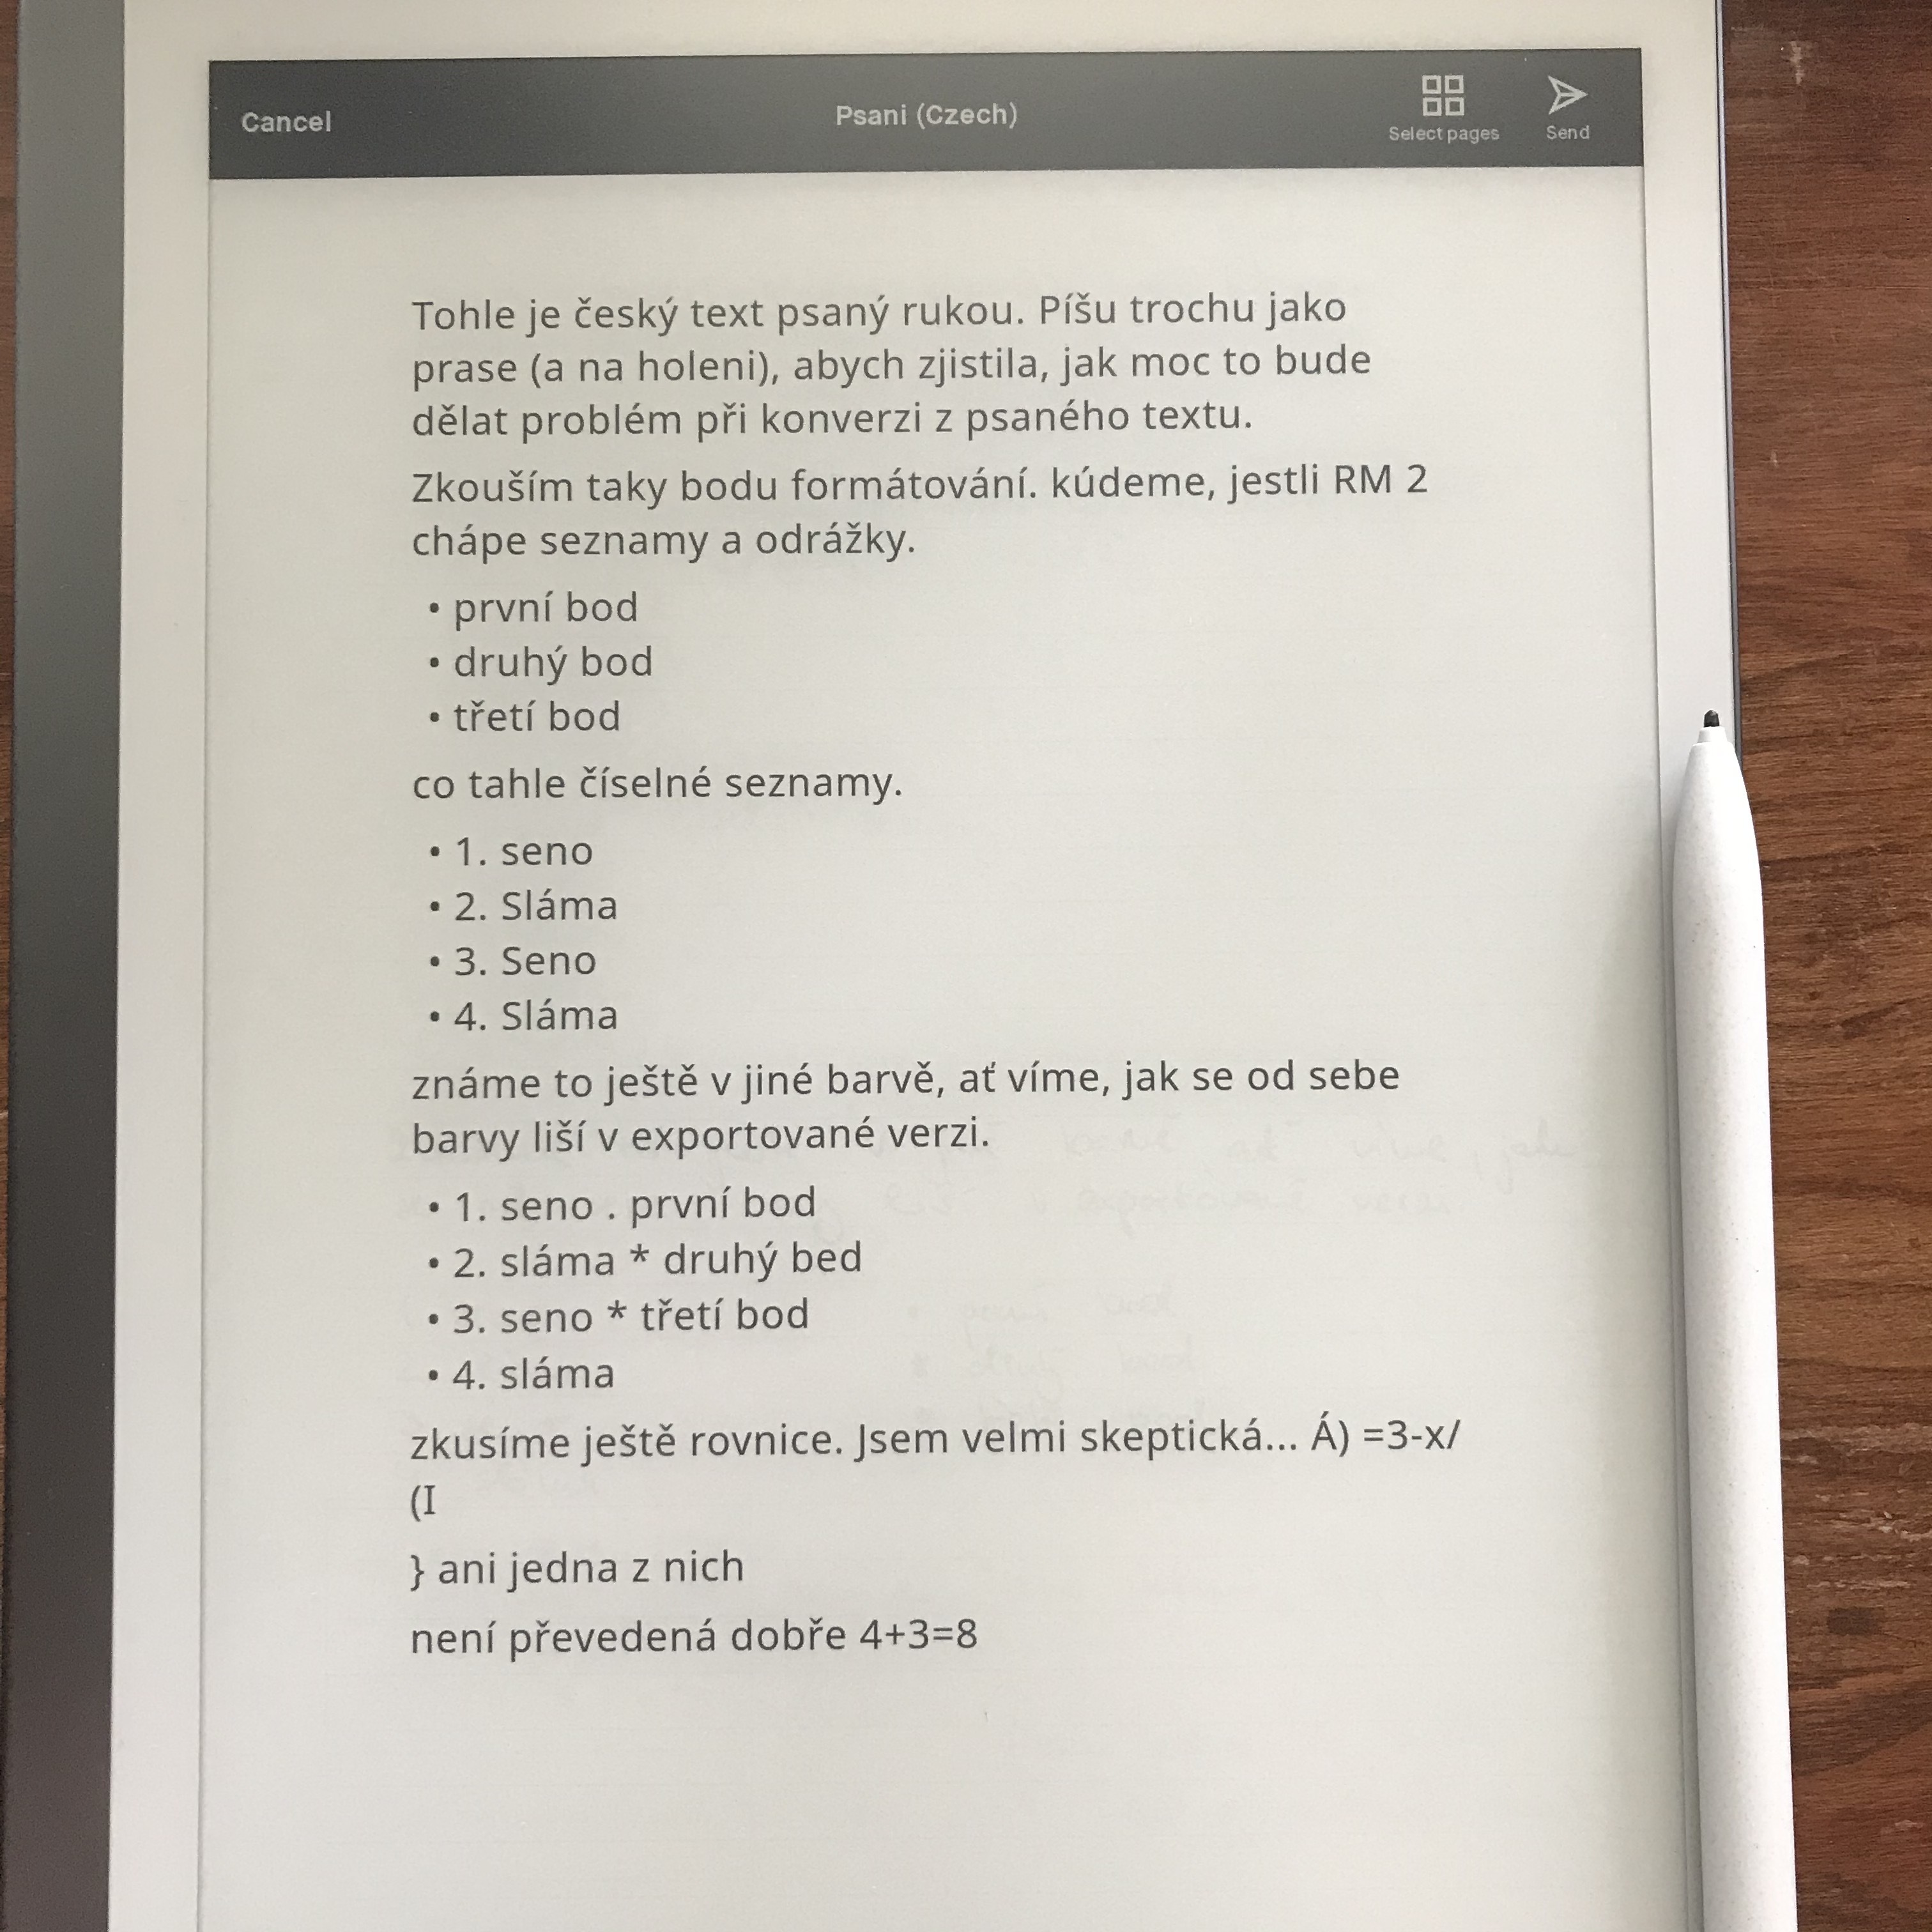 Cancel
Psani (Czech)
Select pages
Send
Tohle je český text psaný rukou. Píšu trochu jako
prase (a na holeni), abych zjistila, jak moc to bude
dělat problém při konverzi z psaného textu.
Zkouším taky bodu formátování. kúdeme, jestli RM 2
chápe seznamy a odrážky.
• první bod
• druhý bod
• třetí bod
co tahle číselné seznamy.
• 1. seno
• 2. Sláma
• 3. Seno
• 4. Sláma
známe to ještě v jiné barvě, ať víme, jak se od sebe
barvy liší v exportované verzi.
• 1. seno . první bod
• 2. sláma * druhý bed
• 3. seno * třetí bod
• 4. sláma
zkusíme ještě rovnice. Jsem velmi skeptická... Á) =3-x/
(I
} ani jedna z nich
není převedená dobře 4+3=8